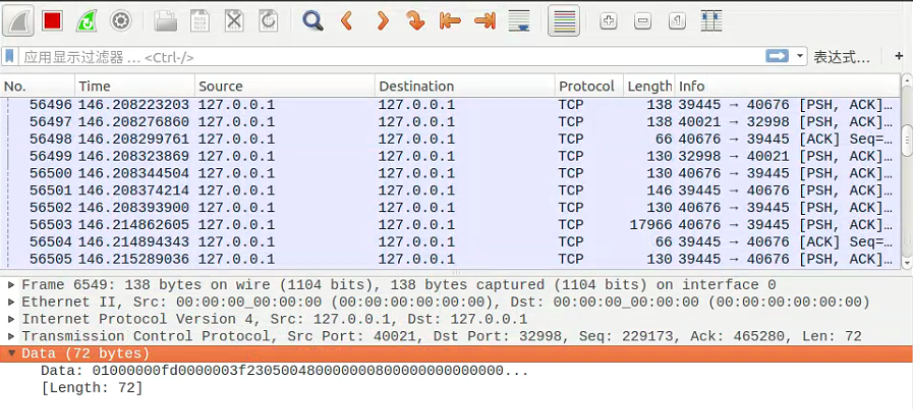 应用显示过滤器 … <Ctrl-/>
表达式…
+
No. Time Source Destination Protocol Length Info
56496 146.208223203 127.0.0.1 127.0.0.1 TCP 138 39445 → 40676 [PSH, ACK]…
56497 146.208276860 127.0.0.1 127.0.0.1 TCP 138 40021 → 32998 [PSH, ACK]…
56498 146.208299761 127.0.0.1 127.0.0.1 TCP 66 40676 → 39445 [ACK] Seq=…
56499 146.208323869 127.0.0.1 127.0.0.1 TCP 130 32998 → 40021 [PSH, ACK]…
56500 146.208344504 127.0.0.1 127.0.0.1 TCP 130 40676 → 39445 [PSH, ACK]…
56501 146.208374214 127.0.0.1 127.0.0.1 TCP 146 39445 → 40676 [PSH, ACK]…
56502 146.208393900 127.0.0.1 127.0.0.1 TCP 130 40676 → 39445 [PSH, ACK]…
56503 146.214862605 127.0.0.1 127.0.0.1 TCP 17966 40676 → 39445 [PSH, ACK]…
56504 146.214894343 127.0.0.1 127.0.0.1 TCP 66 39445 → 40676 [ACK] Seq=…
56505 146.215289036 127.0.0.1 127.0.0.1 TCP 130 39445 → 40676 [PSH, ACK]…
Frame 6549: 138 bytes on wire (1104 bits), 138 bytes captured (1104 bits) on interface 0
Ethernet II, Src: 00:00:00_00:00:00 (00:00:00:00:00:00), Dst: 00:00:00_00:00:00 (00:00:00:00:00:00)
Internet Protocol Version 4, Src: 127.0.0.1, Dst: 127.0.0.1
Transmission Control Protocol, Src Port: 40021, Dst Port: 32998, Seq: 229173, Ack: 465280, Len: 72
Data (72 bytes)
Data: 01000000fd0000003f230500480000000800000000000000...
[Length: 72]